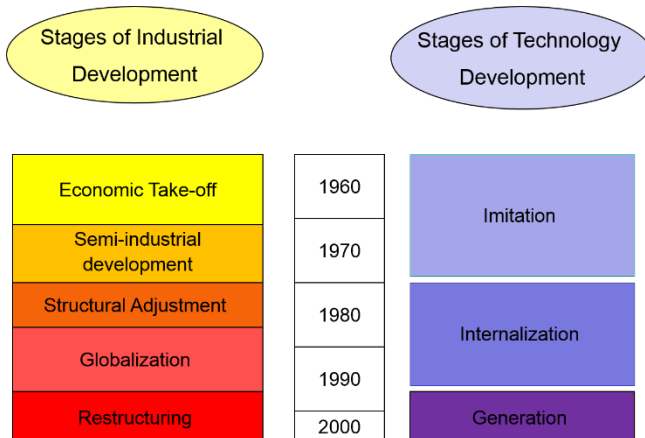 Stages of Industrial
Development
Stages of Technology
Development
Economic Take-off
Semi-industrial
development
Structural Adjustment
Globalization
Restructuring
1960
1970
1980
1990
2000
Imitation
Internalization
Generation